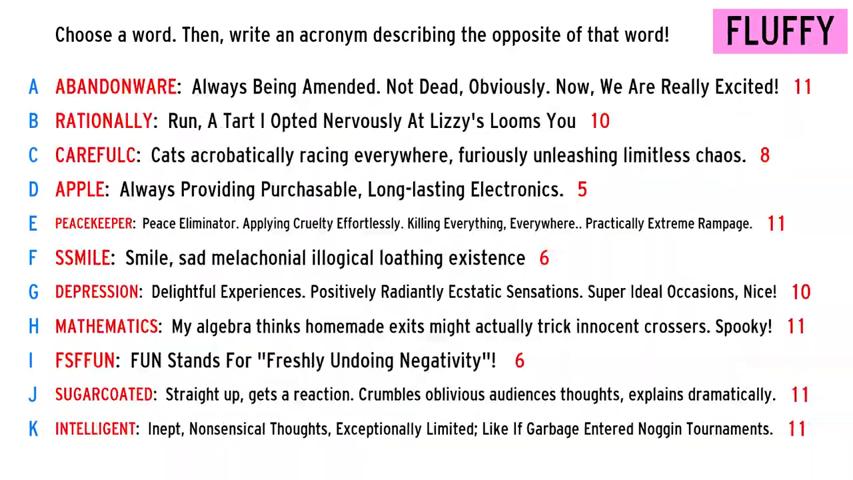 Choose a word. Then, write an acronym describing the opposite of that word!
FLUFFY
A ABANDONWARE: Always Being Amended. Not Dead, Obviously. Now, We Are Really Excited! 11
B RATIONALLY: Run, A Tart I Opted Nervously At Lizzy's Looms You 10
C CAREFULC: Cats acrobatically racing everywhere, furiously unleashing limitless chaos. 8
D APPLE: Always Providing Purchasable, Long-lasting Electronics. 5
E PEACEKEEPER: Peace Eliminator. Applying Cruelty Effortlessly. Killing Everything, Everywhere.. Practically Extreme Rampage. 11
F SSMILE: Smile, sad melachonial illogical loathing existence 6
G DEPRESSION: Delightful Experiences. Positively Radiantly Ecstatic Sensations. Super Ideal Occasions, Nice! 10
H MATHEMATICS: My algebra thinks homemade exits might actually trick innocent crossers. Spooky! 11
I FSFFUN: FUN Stands For "Freshly Undoing Negativity"! 6
J SUGARCOATED: Straight up, gets a reaction. Crumbles oblivious audiences thoughts, explains dramatically. 11
K INTELLIGENT: Inept, Nonsensical Thoughts, Exceptionally Limited; Like If Garbage Entered Noggin Tournaments. 11